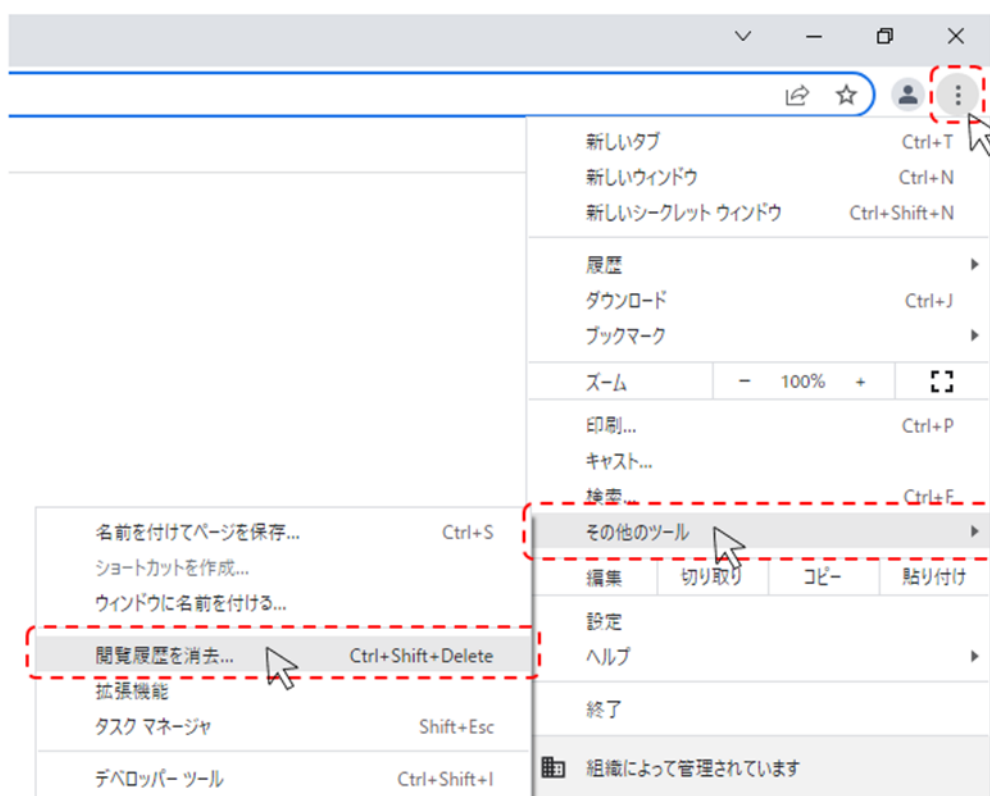 新しいタブ Ctrl+T
新しいウィンドウ Ctrl+N
新しいシークレット ウィンドウ Ctrl+Shift+N
履歴
ダウンロード Ctrl+J
ブックマーク
ズーム − 100% +
印刷... Ctrl+P
キャスト...
検索... Ctrl+F
その他のツール
編集 切り取り コピー 貼り付け
設定
ヘルプ
終了
組織によって管理されています
名前を付けてページを保存... Ctrl+S
ショートカットを作成...
ウィンドウに名前を付ける...
閲覧履歴を消去... Ctrl+Shift+Delete
拡張機能
タスク マネージャ Shift+Esc
デベロッパー ツール Ctrl+Shift+I